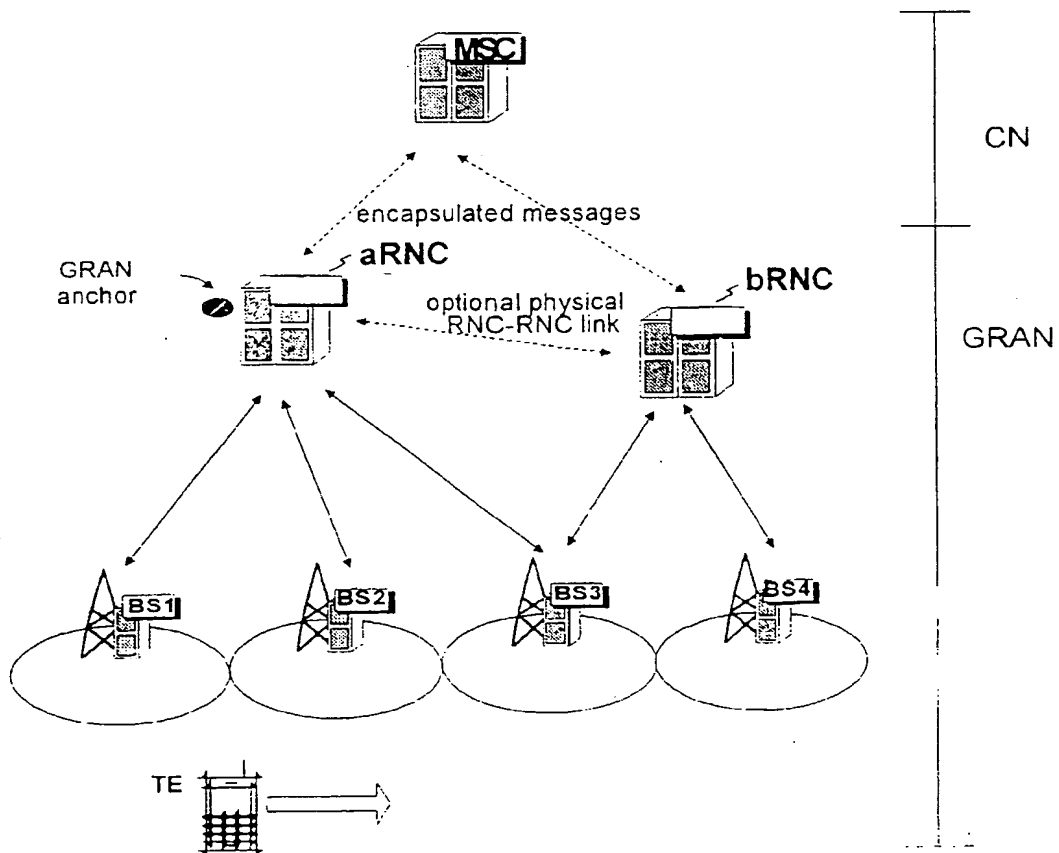 MSC
CN
encapsulated messages
aRNC
GRAN
anchor
bRNC
optional physical
RNC-RNC link
GRAN
BS1
BS2
BS3
BS4
TE